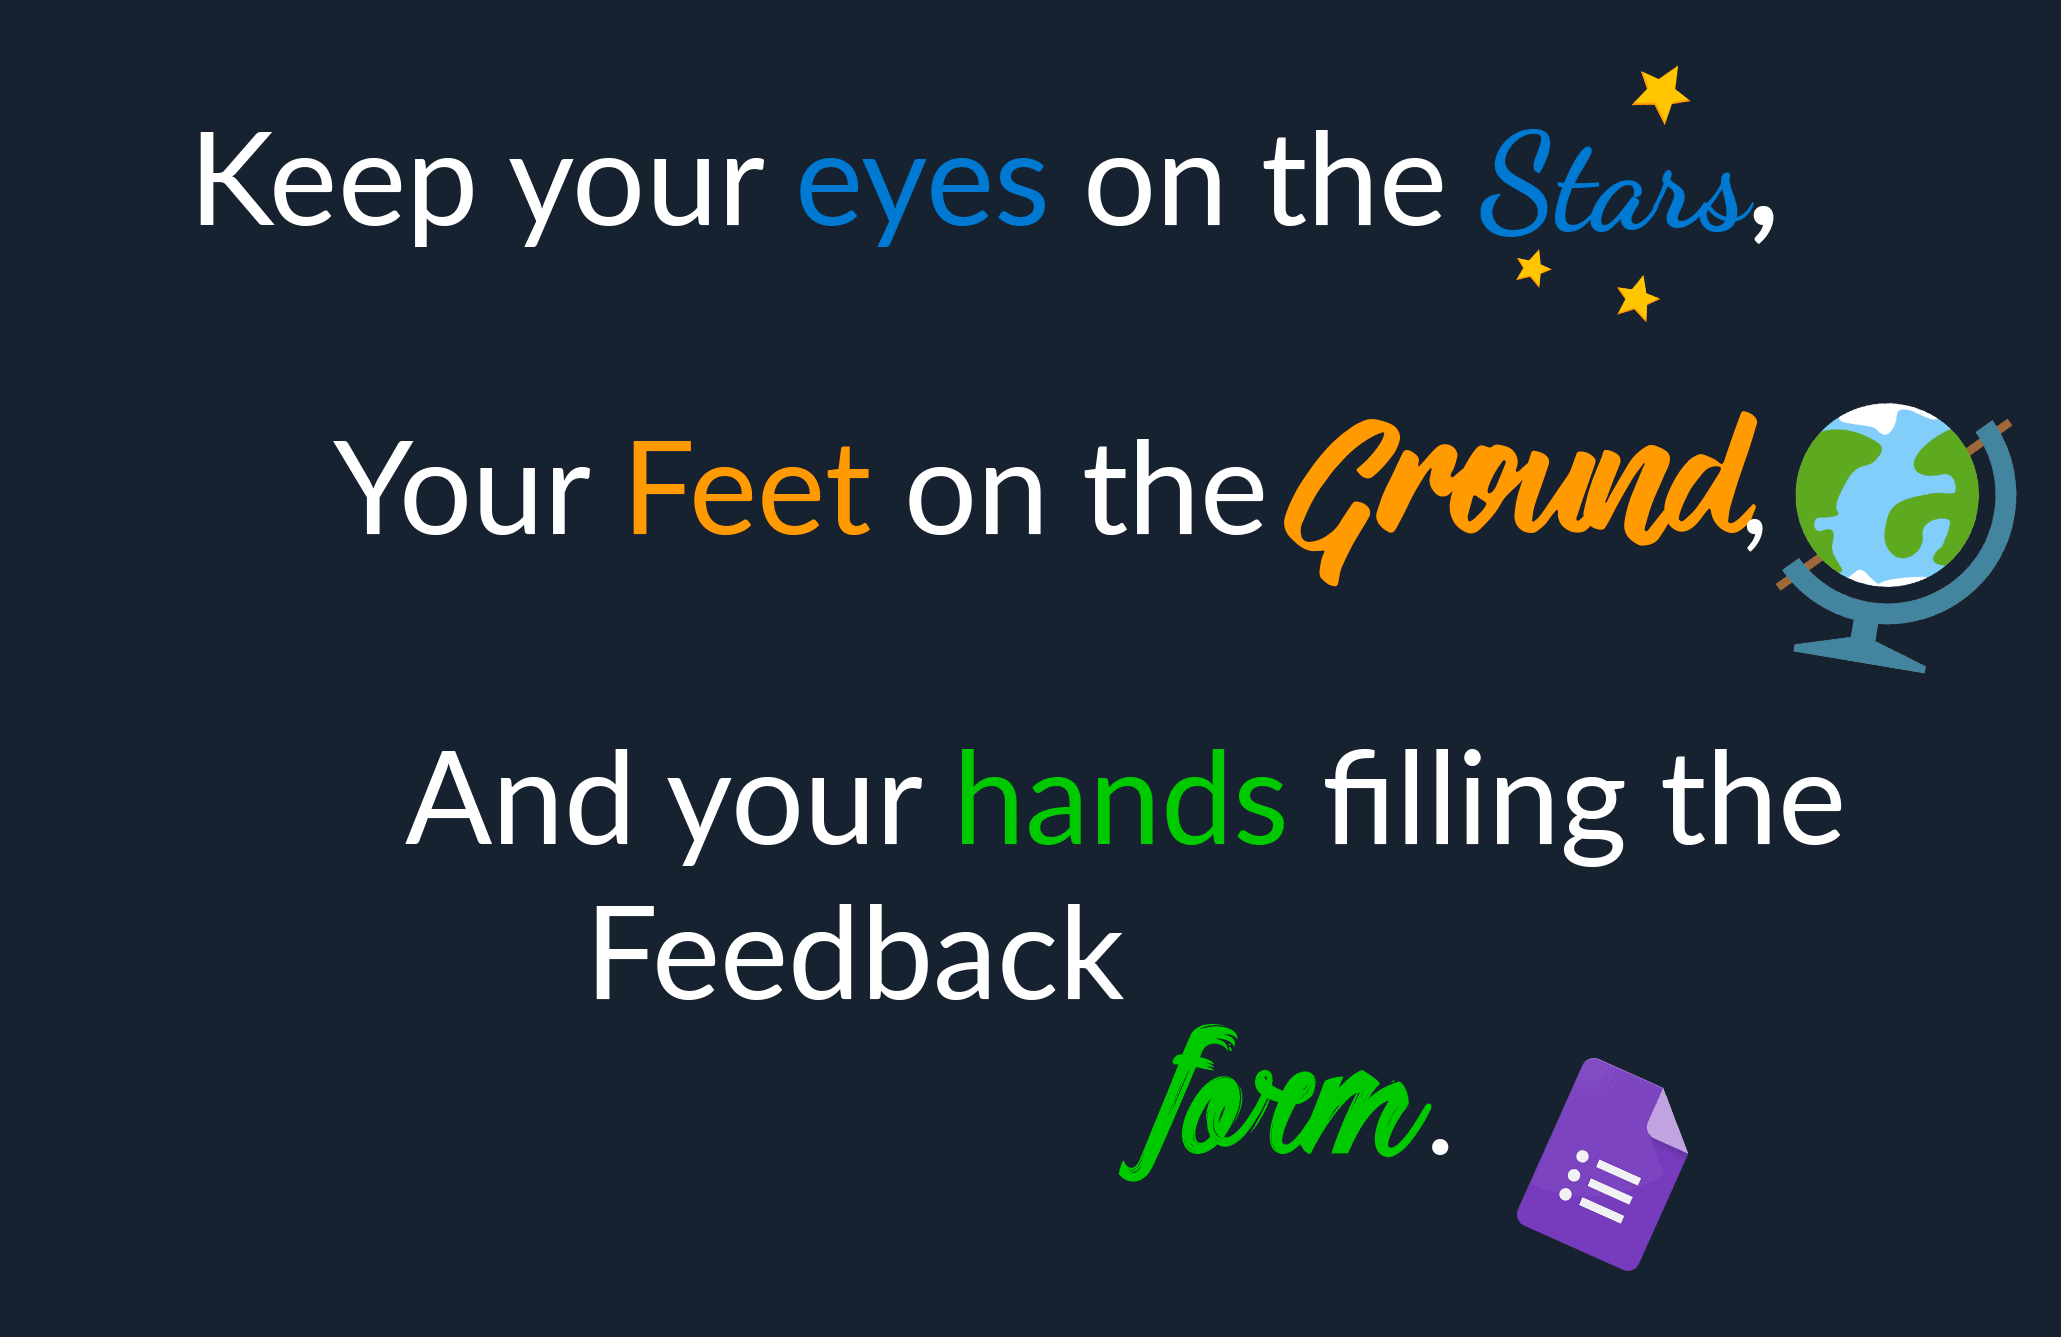 Keep your eyes on the Stars,
Your Feet on the Ground,
And your hands filling the
Feedback
form.